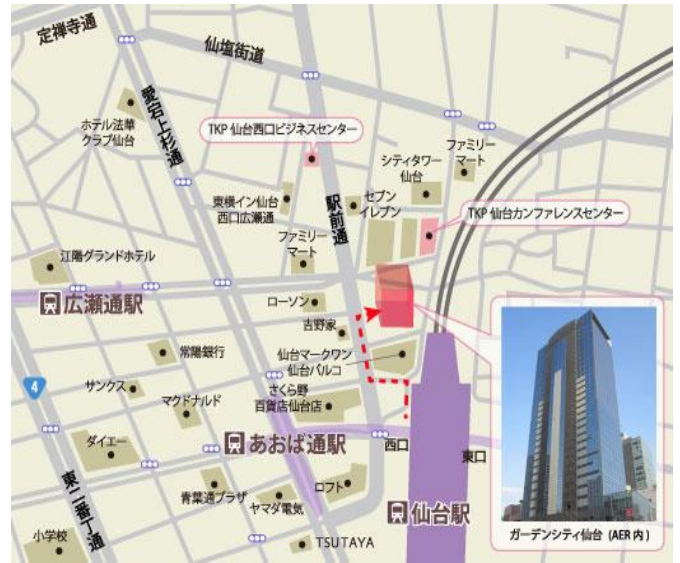 定禅寺通
仙塩街道
愛宕上杉通
ホテル法華
クラブ仙台
TKP 仙台西口ビジネスセンター
シティタワー
仙台
ファミリー
マート
東横イン仙台
西口広瀬通
駅前通
セブン
イレブン
TKP 仙台カンファレンスセンター
ファミリー
マート
江陽グランドホテル
広瀬通駅
ローソン
吉野家
常陽銀行
仙台マークワン
仙台パルコ
4
サンクス
マクドナルド
さくら野
百貨店仙台店
ダイエー
あおば通駅
西口
東口
東二番丁通
青葉通プラザ
ヤマダ電気
ロフト
仙台駅
小学校
TSUTAYA
ガーデンシティ仙台 (AER 内)